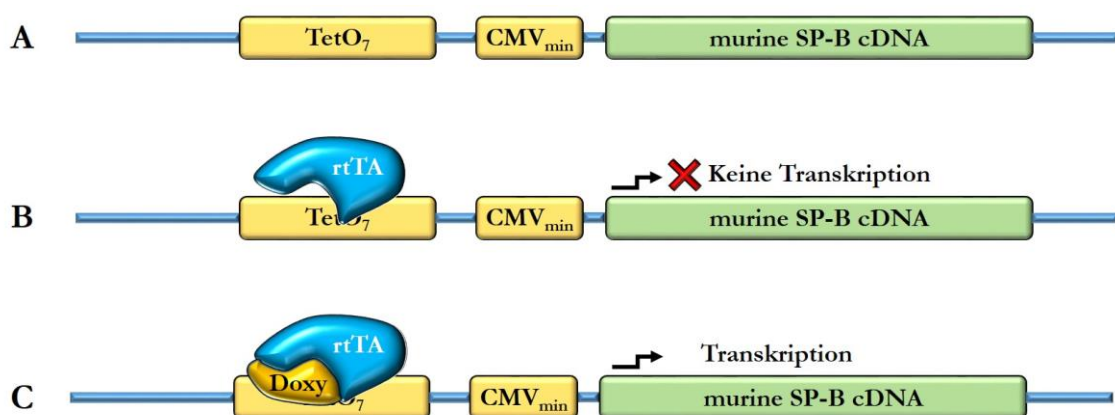 A TetO₇ CMVmin murine SP-B cDNA
rtTA
Keine Transkription
B TetO₇ CMVmin murine SP-B cDNA
rtTA
Transkription
Doxy
C CMVmin murine SP-B cDNA